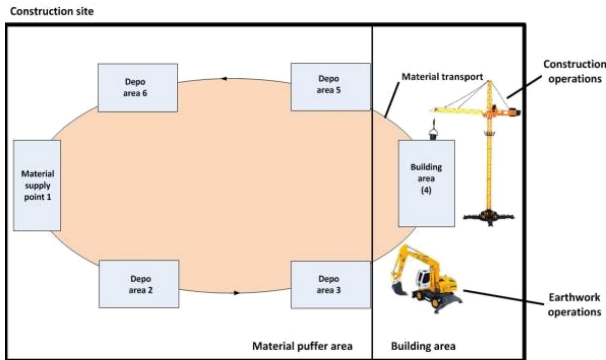 Construction site
Depo
area 6
Depo
area 5
Material transport
Construction
operations
Material
supply
point 1
Building
area
(4)
Depo
area 2
Depo
area 3
Earthwork
operations
Material puffer area
Building area